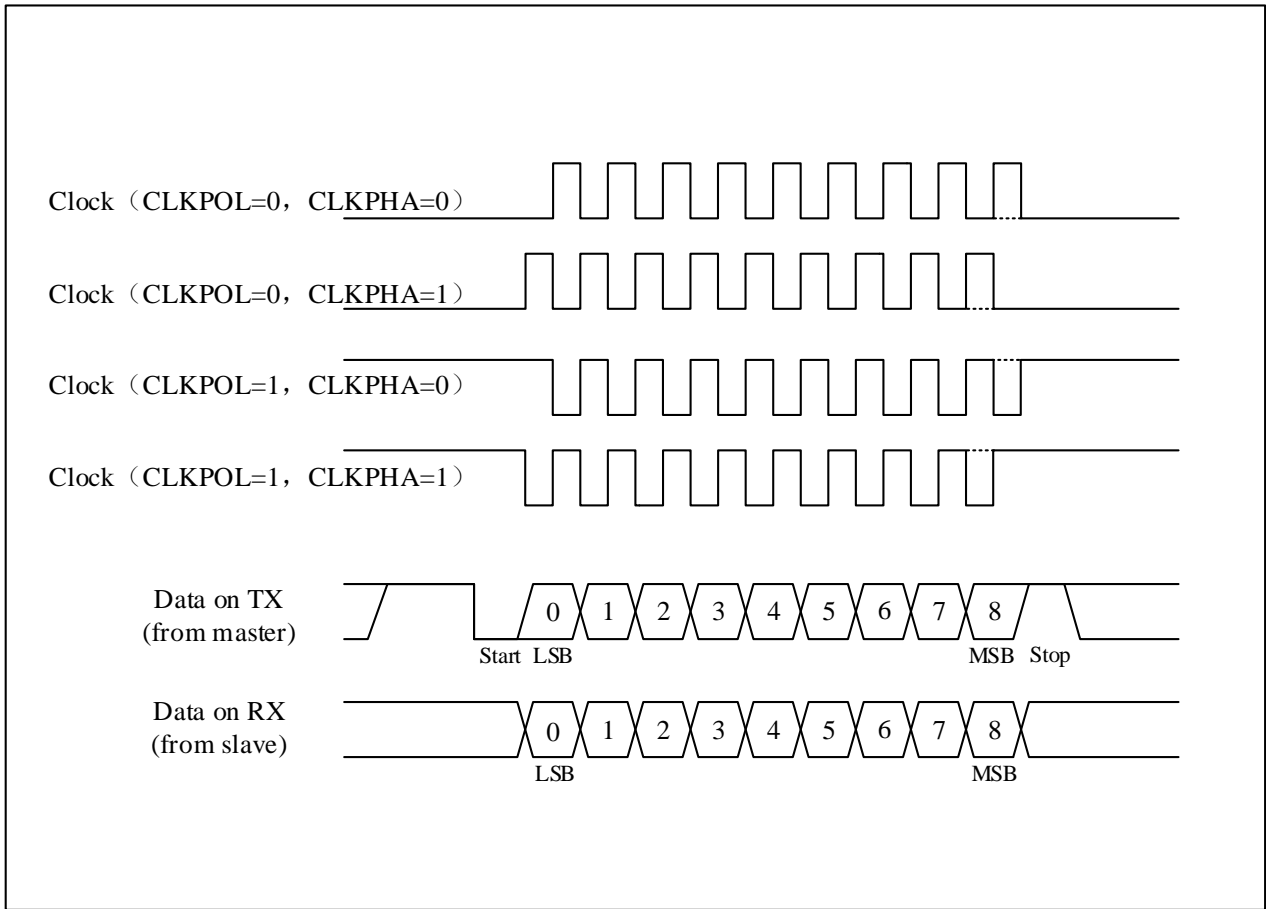 Clock（CLKPOL=0，CLKPHA=0）
Clock（CLKPOL=0，CLKPHA=1）
Clock（CLKPOL=1，CLKPHA=0）
Clock（CLKPOL=1，CLKPHA=1）
Data on TX
(from master)
0 1 2 3 4 5 6 7 8
Start LSB MSB Stop
Data on RX
(from slave)
0 1 2 3 4 5 6 7 8
LSB MSB